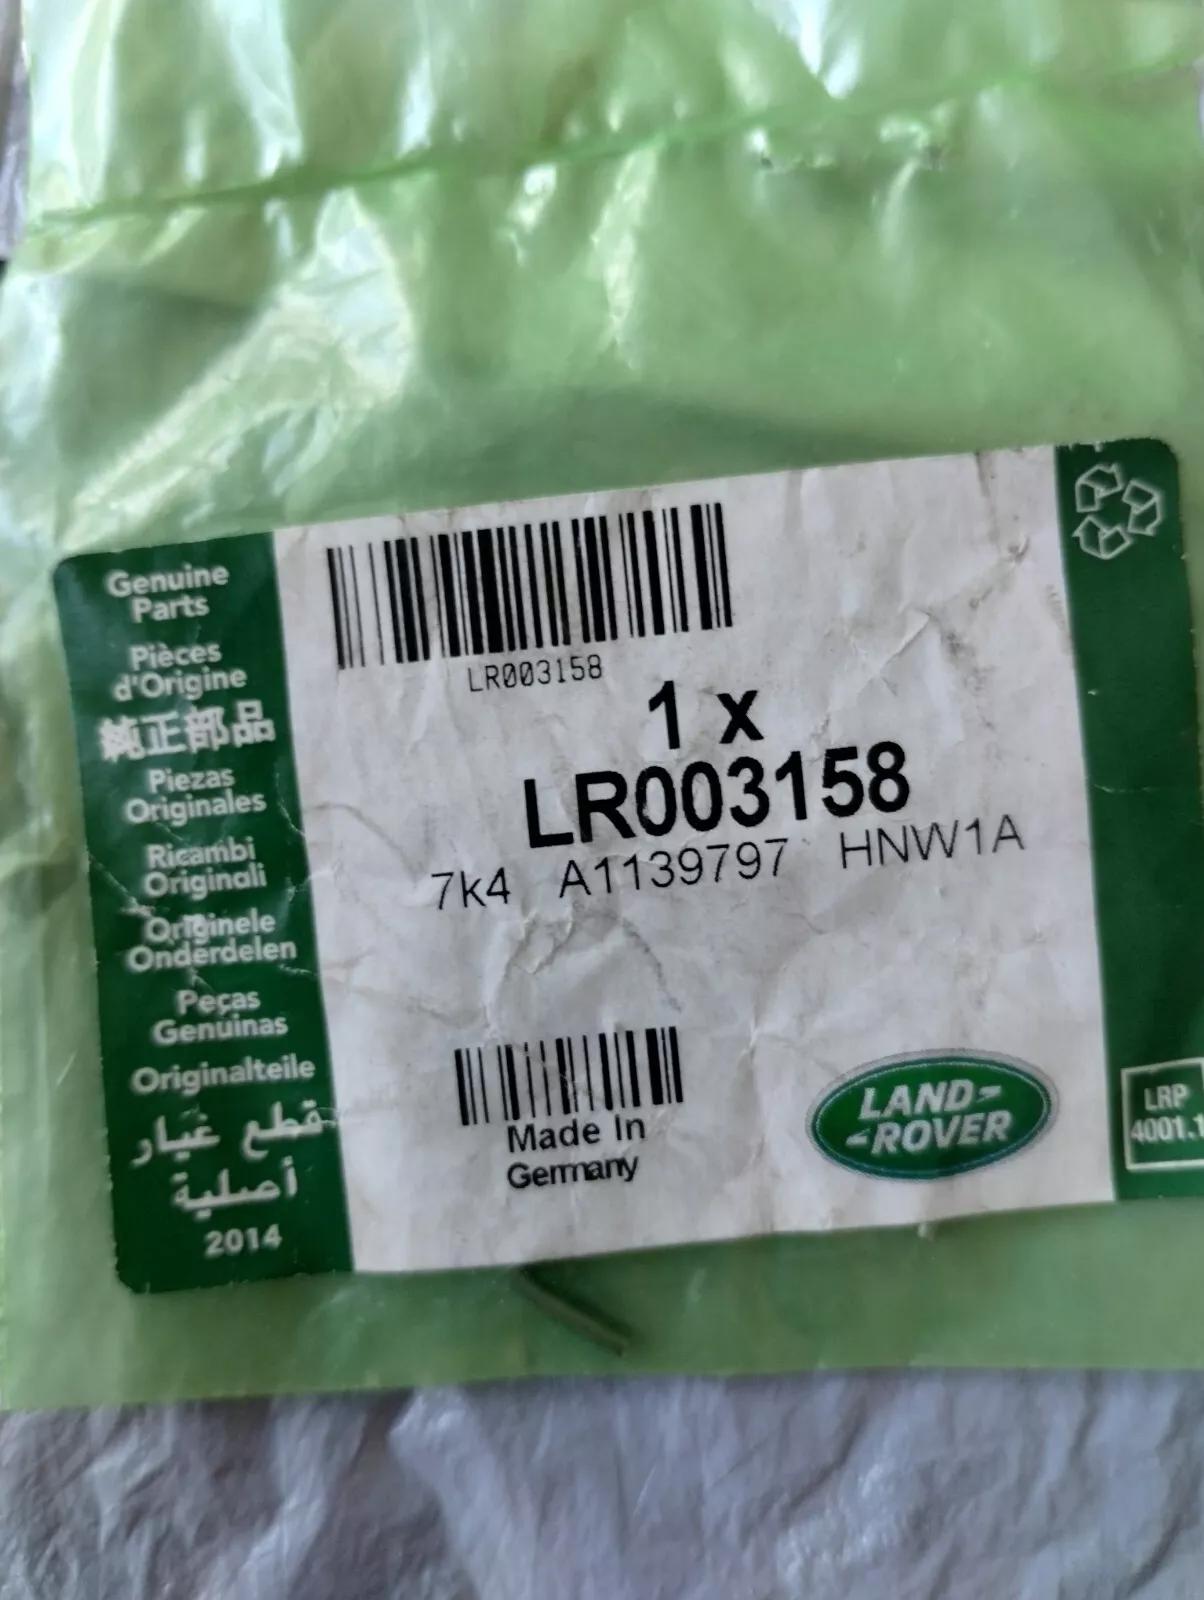 Genuine
Parts
Pièces
d'Origine
純正部品
Piezas
Originales
Ricambi
Originali
Originele
Onderdelen
Peças
Genuinas
Originalteile
قطع غيار
أصلية
2014
LR003158
1 x
LR003158
7k4 A1139797 HNW1A
Made In
Germany
LAND-
-ROVER
LRP
4001.1